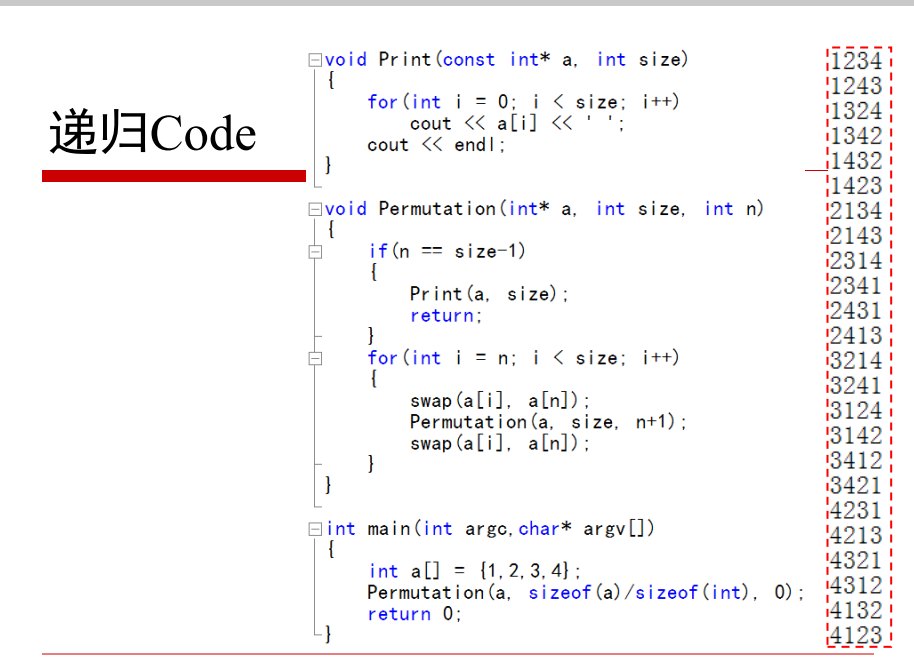 递归Code
void Print(const int* a, int size)
{
for(int i = 0; i < size; i++)
cout << a[i] << ' ';
cout << endl;
}
void Permutation(int* a, int size, int n)
{
if(n == size-1)
{
Print(a, size);
return;
}
for(int i = n; i < size; i++)
{
swap(a[i], a[n]);
Permutation(a, size, n+1);
swap(a[i], a[n]);
}
}
int main(int argc,char* argv[])
{
int a[] = {1,2,3,4};
Permutation(a, sizeof(a)/sizeof(int), 0);
return 0;
}
1234
1243
1324
1342
1432
1423
2134
2143
2314
2341
2431
2413
3214
3241
3124
3142
3412
3421
4231
4213
4321
4312
4132
4123